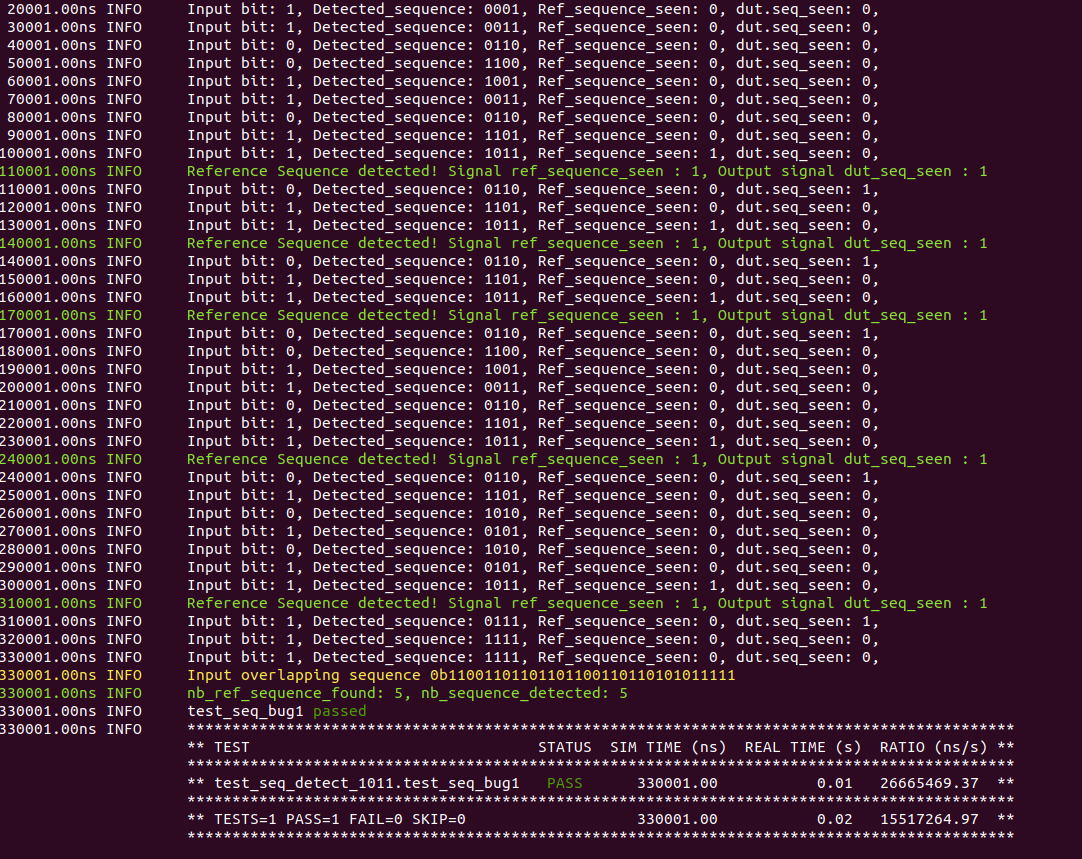 20001.00ns INFO     Input bit: 1, Detected_sequence: 0001, Ref_sequence_seen: 0, dut.seq_seen: 0,
30001.00ns INFO     Input bit: 1, Detected_sequence: 0011, Ref_sequence_seen: 0, dut.seq_seen: 0,
40001.00ns INFO     Input bit: 0, Detected_sequence: 0110, Ref_sequence_seen: 0, dut.seq_seen: 0,
50001.00ns INFO     Input bit: 0, Detected_sequence: 1100, Ref_sequence_seen: 0, dut.seq_seen: 0,
60001.00ns INFO     Input bit: 1, Detected_sequence: 1001, Ref_sequence_seen: 0, dut.seq_seen: 0,
70001.00ns INFO     Input bit: 1, Detected_sequence: 0011, Ref_sequence_seen: 0, dut.seq_seen: 0,
80001.00ns INFO     Input bit: 0, Detected_sequence: 0110, Ref_sequence_seen: 0, dut.seq_seen: 0,
90001.00ns INFO     Input bit: 1, Detected_sequence: 1101, Ref_sequence_seen: 0, dut.seq_seen: 0,
100001.00ns INFO     Input bit: 1, Detected_sequence: 1011, Ref_sequence_seen: 1, dut.seq_seen: 0,
110001.00ns INFO     Reference Sequence detected! Signal ref_sequence_seen : 1, Output signal dut_seq_seen : 1
110001.00ns INFO     Input bit: 0, Detected_sequence: 0110, Ref_sequence_seen: 0, dut.seq_seen: 1,
120001.00ns INFO     Input bit: 1, Detected_sequence: 1101, Ref_sequence_seen: 0, dut.seq_seen: 0,
130001.00ns INFO     Input bit: 1, Detected_sequence: 1011, Ref_sequence_seen: 1, dut.seq_seen: 0,
140001.00ns INFO     Reference Sequence detected! Signal ref_sequence_seen : 1, Output signal dut_seq_seen : 1
140001.00ns INFO     Input bit: 0, Detected_sequence: 0110, Ref_sequence_seen: 0, dut.seq_seen: 1,
150001.00ns INFO     Input bit: 1, Detected_sequence: 1101, Ref_sequence_seen: 0, dut.seq_seen: 0,
160001.00ns INFO     Input bit: 1, Detected_sequence: 1011, Ref_sequence_seen: 1, dut.seq_seen: 0,
170001.00ns INFO     Reference Sequence detected! Signal ref_sequence_seen : 1, Output signal dut_seq_seen : 1
170001.00ns INFO     Input bit: 0, Detected_sequence: 0110, Ref_sequence_seen: 0, dut.seq_seen: 1,
180001.00ns INFO     Input bit: 0, Detected_sequence: 1100, Ref_sequence_seen: 0, dut.seq_seen: 0,
190001.00ns INFO     Input bit: 1, Detected_sequence: 1001, Ref_sequence_seen: 0, dut.seq_seen: 0,
200001.00ns INFO     Input bit: 1, Detected_sequence: 0011, Ref_sequence_seen: 0, dut.seq_seen: 0,
210001.00ns INFO     Input bit: 0, Detected_sequence: 0110, Ref_sequence_seen: 0, dut.seq_seen: 0,
220001.00ns INFO     Input bit: 1, Detected_sequence: 1101, Ref_sequence_seen: 0, dut.seq_seen: 0,
230001.00ns INFO     Input bit: 1, Detected_sequence: 1011, Ref_sequence_seen: 1, dut.seq_seen: 0,
240001.00ns INFO     Reference Sequence detected! Signal ref_sequence_seen : 1, Output signal dut_seq_seen : 1
240001.00ns INFO     Input bit: 0, Detected_sequence: 0110, Ref_sequence_seen: 0, dut.seq_seen: 1,
250001.00ns INFO     Input bit: 1, Detected_sequence: 1101, Ref_sequence_seen: 0, dut.seq_seen: 0,
260001.00ns INFO     Input bit: 0, Detected_sequence: 1010, Ref_sequence_seen: 0, dut.seq_seen: 0,
270001.00ns INFO     Input bit: 1, Detected_sequence: 0101, Ref_sequence_seen: 0, dut.seq_seen: 0,
280001.00ns INFO     Input bit: 0, Detected_sequence: 1010, Ref_sequence_seen: 0, dut.seq_seen: 0,
290001.00ns INFO     Input bit: 1, Detected_sequence: 0101, Ref_sequence_seen: 0, dut.seq_seen: 0,
300001.00ns INFO     Input bit: 1, Detected_sequence: 1011, Ref_sequence_seen: 1, dut.seq_seen: 0,
310001.00ns INFO     Reference Sequence detected! Signal ref_sequence_seen : 1, Output signal dut_seq_seen : 1
310001.00ns INFO     Input bit: 1, Detected_sequence: 0111, Ref_sequence_seen: 0, dut.seq_seen: 1,
320001.00ns INFO     Input bit: 1, Detected_sequence: 1111, Ref_sequence_seen: 0, dut.seq_seen: 0,
330001.00ns INFO     Input bit: 1, Detected_sequence: 1111, Ref_sequence_seen: 0, dut.seq_seen: 0,
330001.00ns INFO     Input overlapping sequence 0b11001101101101100110110101011111
330001.00ns INFO     nb_ref_sequence_found: 5, nb_sequence_detected: 5
330001.00ns INFO     test_seq_bug1 passed
330001.00ns INFO     ********************************************************************************************
** TEST                                STATUS  SIM TIME (ns)  REAL TIME (s)  RATIO (ns/s) **
********************************************************************************************
** test_seq_detect_1011.test_seq_bug1   PASS      330001.00           0.01   26665469.37  **
********************************************************************************************
** TESTS=1 PASS=1 FAIL=0 SKIP=0                   330001.00           0.02   15517264.97  **
********************************************************************************************